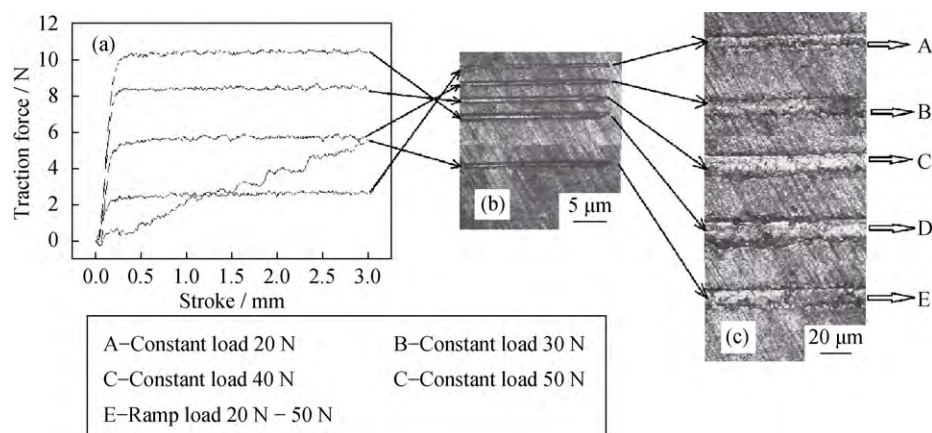 12
10
8
6
4
2
0
Traction force / N
(a)
0.0 0.5 1.0 1.5 2.0 2.5 3.0
Stroke / mm
(b)
5 μm
A
B
C
D
E
(c)
20 μm
A−Constant load 20 N B−Constant load 30 N
C−Constant load 40 N C−Constant load 50 N
E−Ramp load 20 N − 50 N